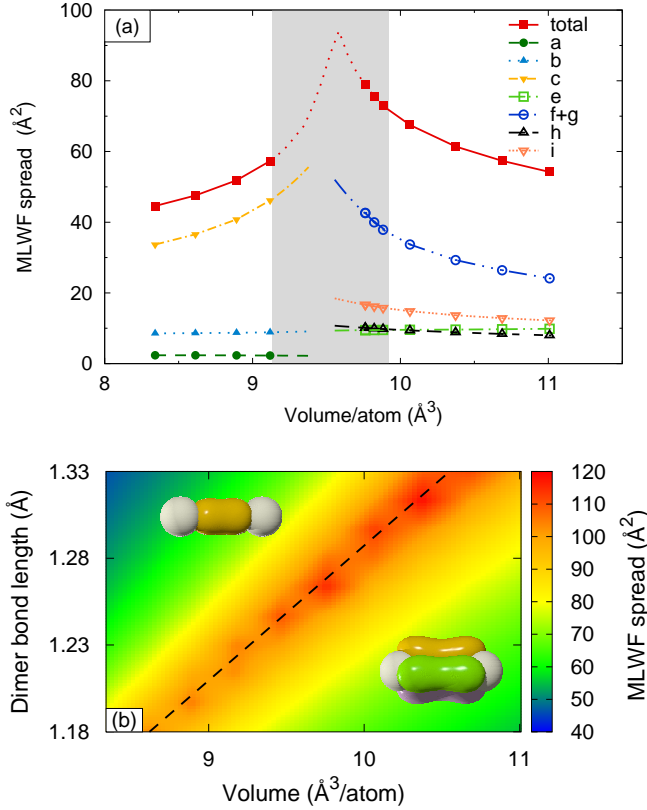 (a)
100
80
60
40
20
0
MLWF spread (Å²)
total
a
b
c
e
f+g
h
i
8 9 10 11
Volume/atom (Å³)
1.33
1.28
1.23
1.18
Dimer bond length (Å)
(b)
9 10 11
Volume (Å³/atom)
120
110
100
90
80
70
60
50
40
MLWF spread (Å²)